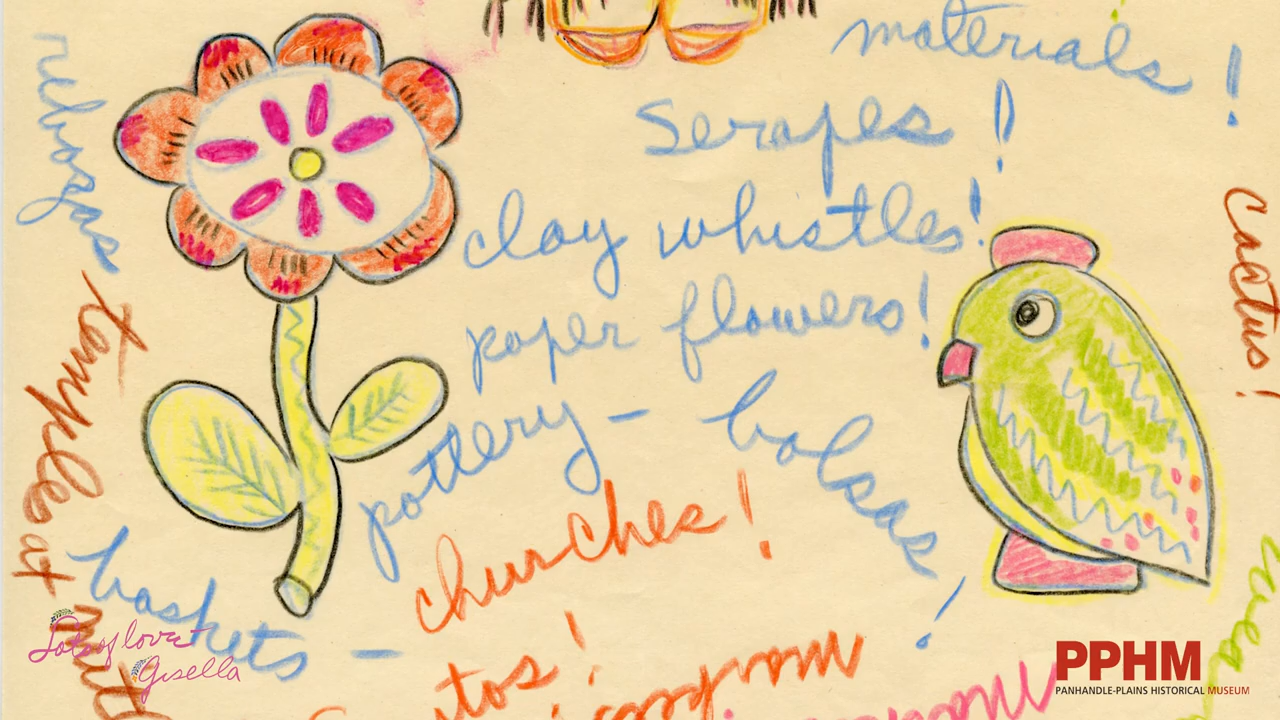 materials!
serapes!
rebozos
clay whistles!
paper flowers!
cactus!
pottery - bolsas!
temple at
churches!
baskets -
Lots of love
Gisella
PPHM
PANHANDLE-PLAINS HISTORICAL MUSEUM